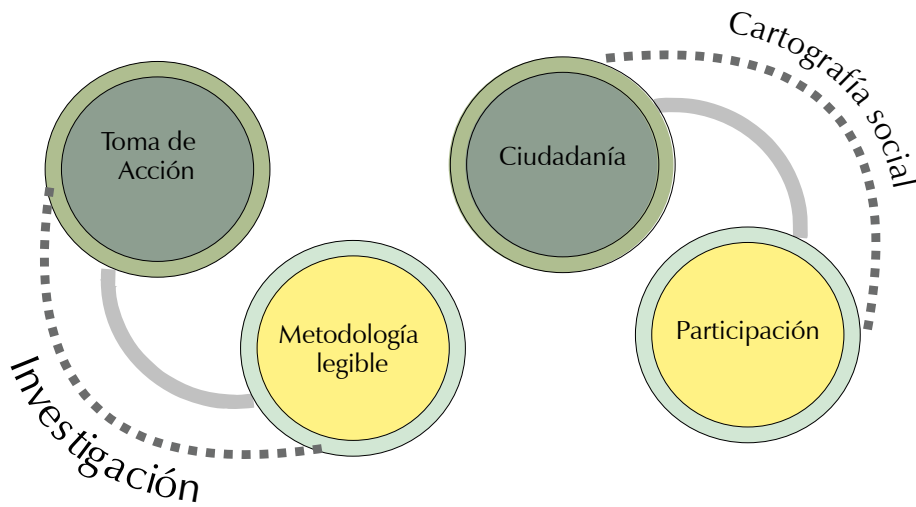 Toma de
Acción
Metodología
legible
Investigación
Ciudadanía
Participación
Cartografía social